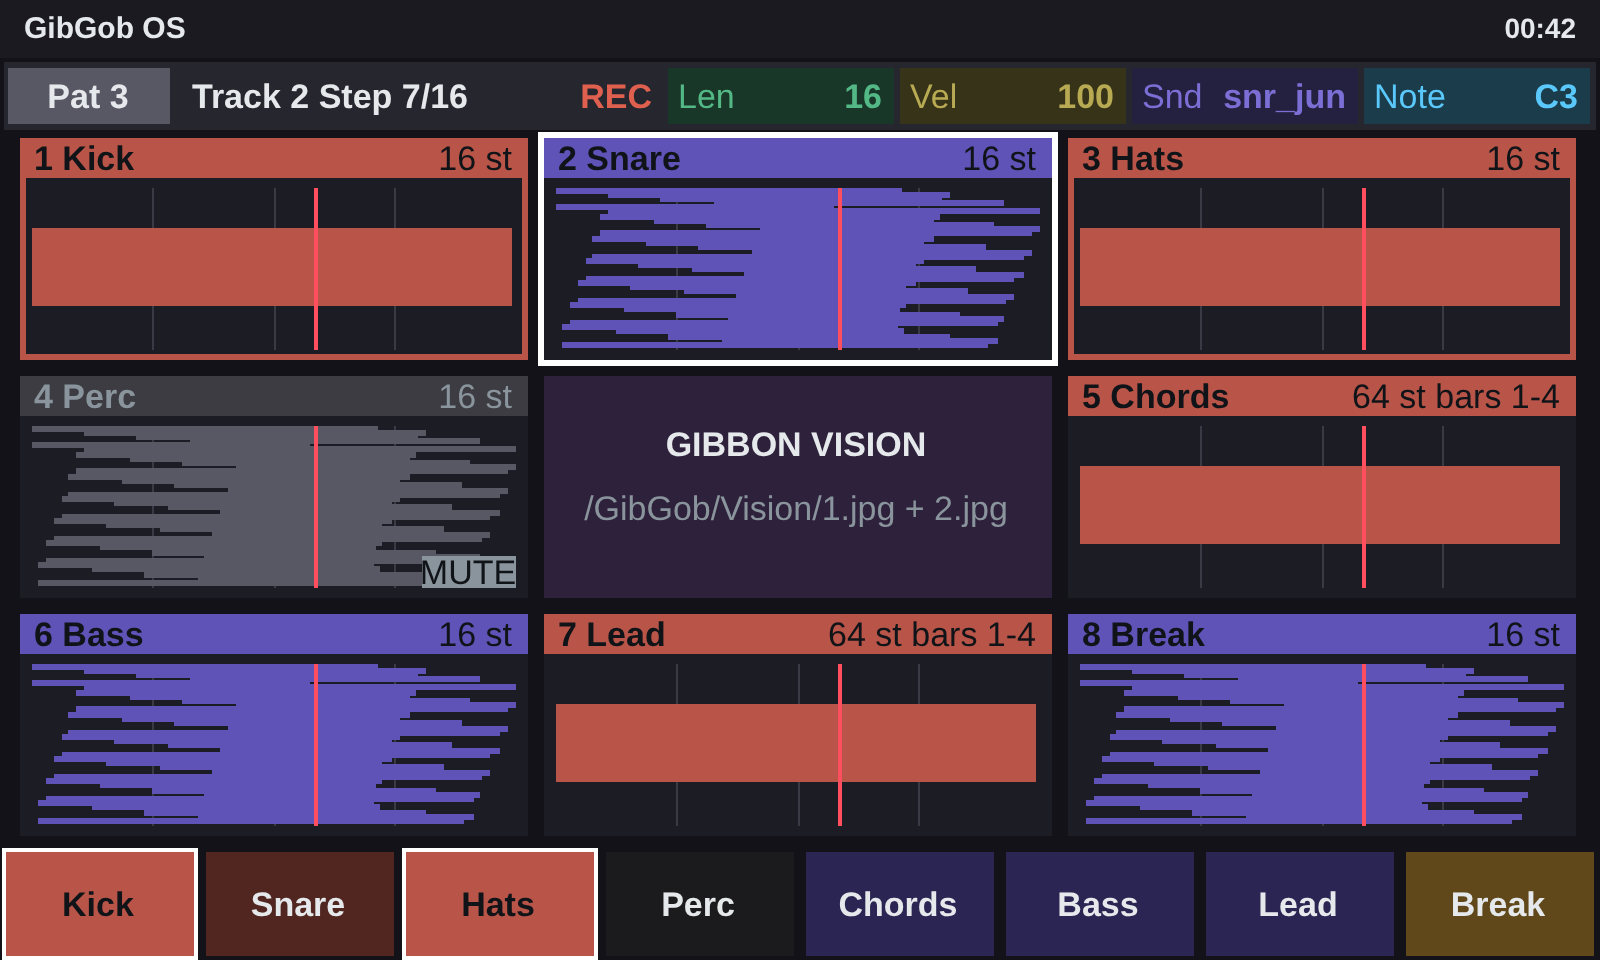 GibGob OS 00:42
Pat 3 Track 2 Step 7/16 REC Len 16 Vel 100 Snd snr_jun Note C3
1 Kick 16 st 2 Snare 16 st 3 Hats 16 st
4 Perc 16 st 5 Chords 64 st bars 1-4
GIBBON VISION
/GibGob/Vision/1.jpg + 2.jpg
MUTE
6 Bass 16 st 7 Lead 64 st bars 1-4 8 Break 16 st
Kick Snare Hats Perc Chords Bass Lead Break